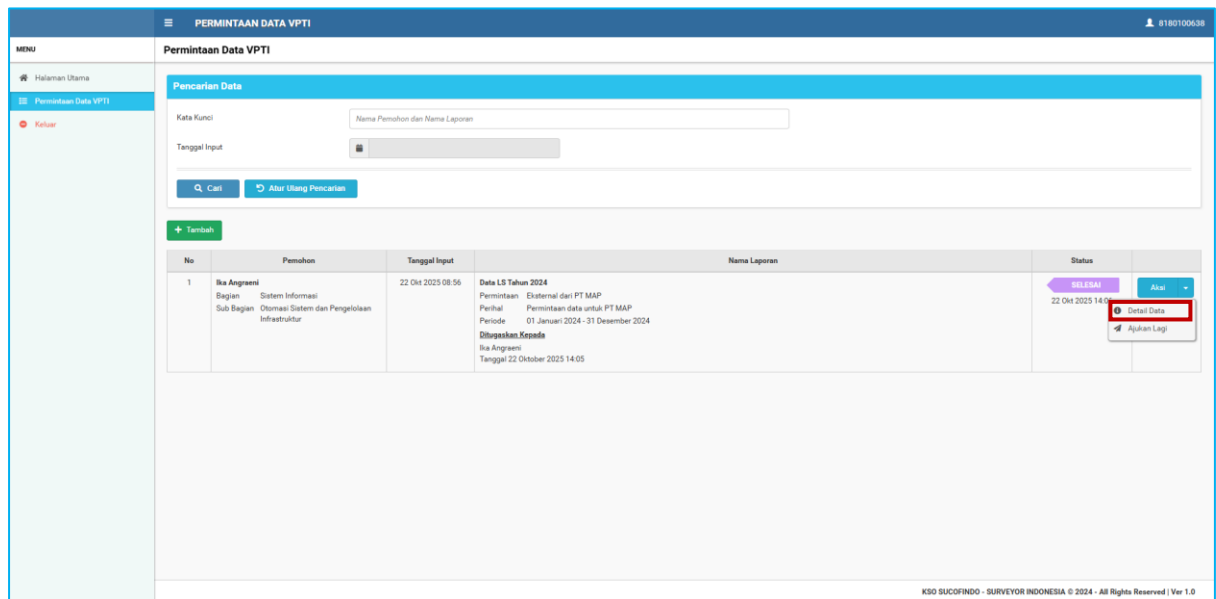 PERMINTAAN DATA VPTI
8180100638
MENU
Permintaan Data VPTI
Halaman Utama
Permintaan Data VPTI
Keluar
Pencarian Data
Kata Kunci
Nama Pemohon dan Nama Laporan
Tanggal Input
Cari
Atur Ulang Pencarian
+ Tambah
No Pemohon Tanggal Input Nama Laporan Status
1 Ika Angraeni 22 Okt 2025 08:56 Data LS Tahun 2024 SELESAI Aksi
Bagian Sistem Informasi Permintaan Eksternal dari PT MAP 22 Okt 2025 14:05
Sub Bagian Otomasi Sistem dan Pengelolaan Perihal Permintaan data untuk PT MAP Detail Data
Infrastruktur Periode 01 Januari 2024 - 31 Desember 2024
Ajukan Lagi
Ditugaskan Kepada
Ika Angraeni
Tanggal 22 Oktober 2025 14:05
KSO SUCOFINDO - SURVEYOR INDONESIA © 2024 - All Rights Reserved | Ver 1.0